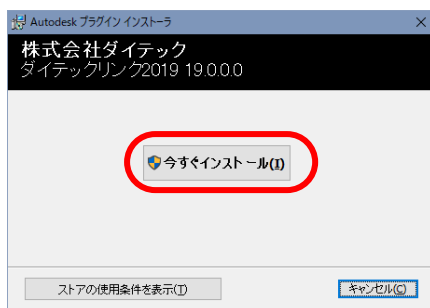 Autodesk プラグイン インストーラ
株式会社ダイテック
ダイテックリンク2019 19.0.0.0
今すぐインストール(I)
ストアの使用条件を表示(T)
キャンセル(C)